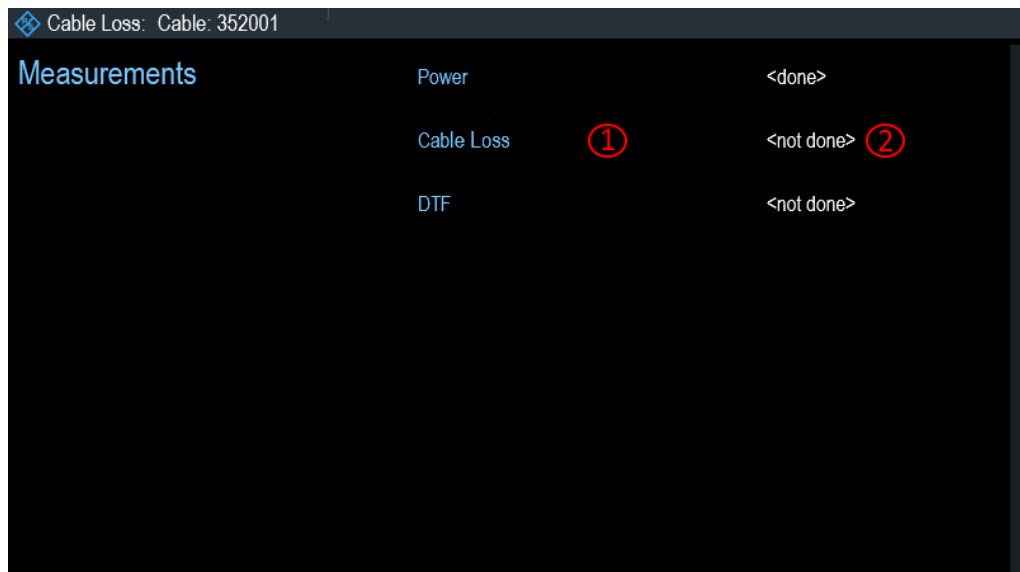 Cable Loss: Cable: 352001
Measurements Power <done>
Cable Loss ① <not done> ②
DTF <not done>